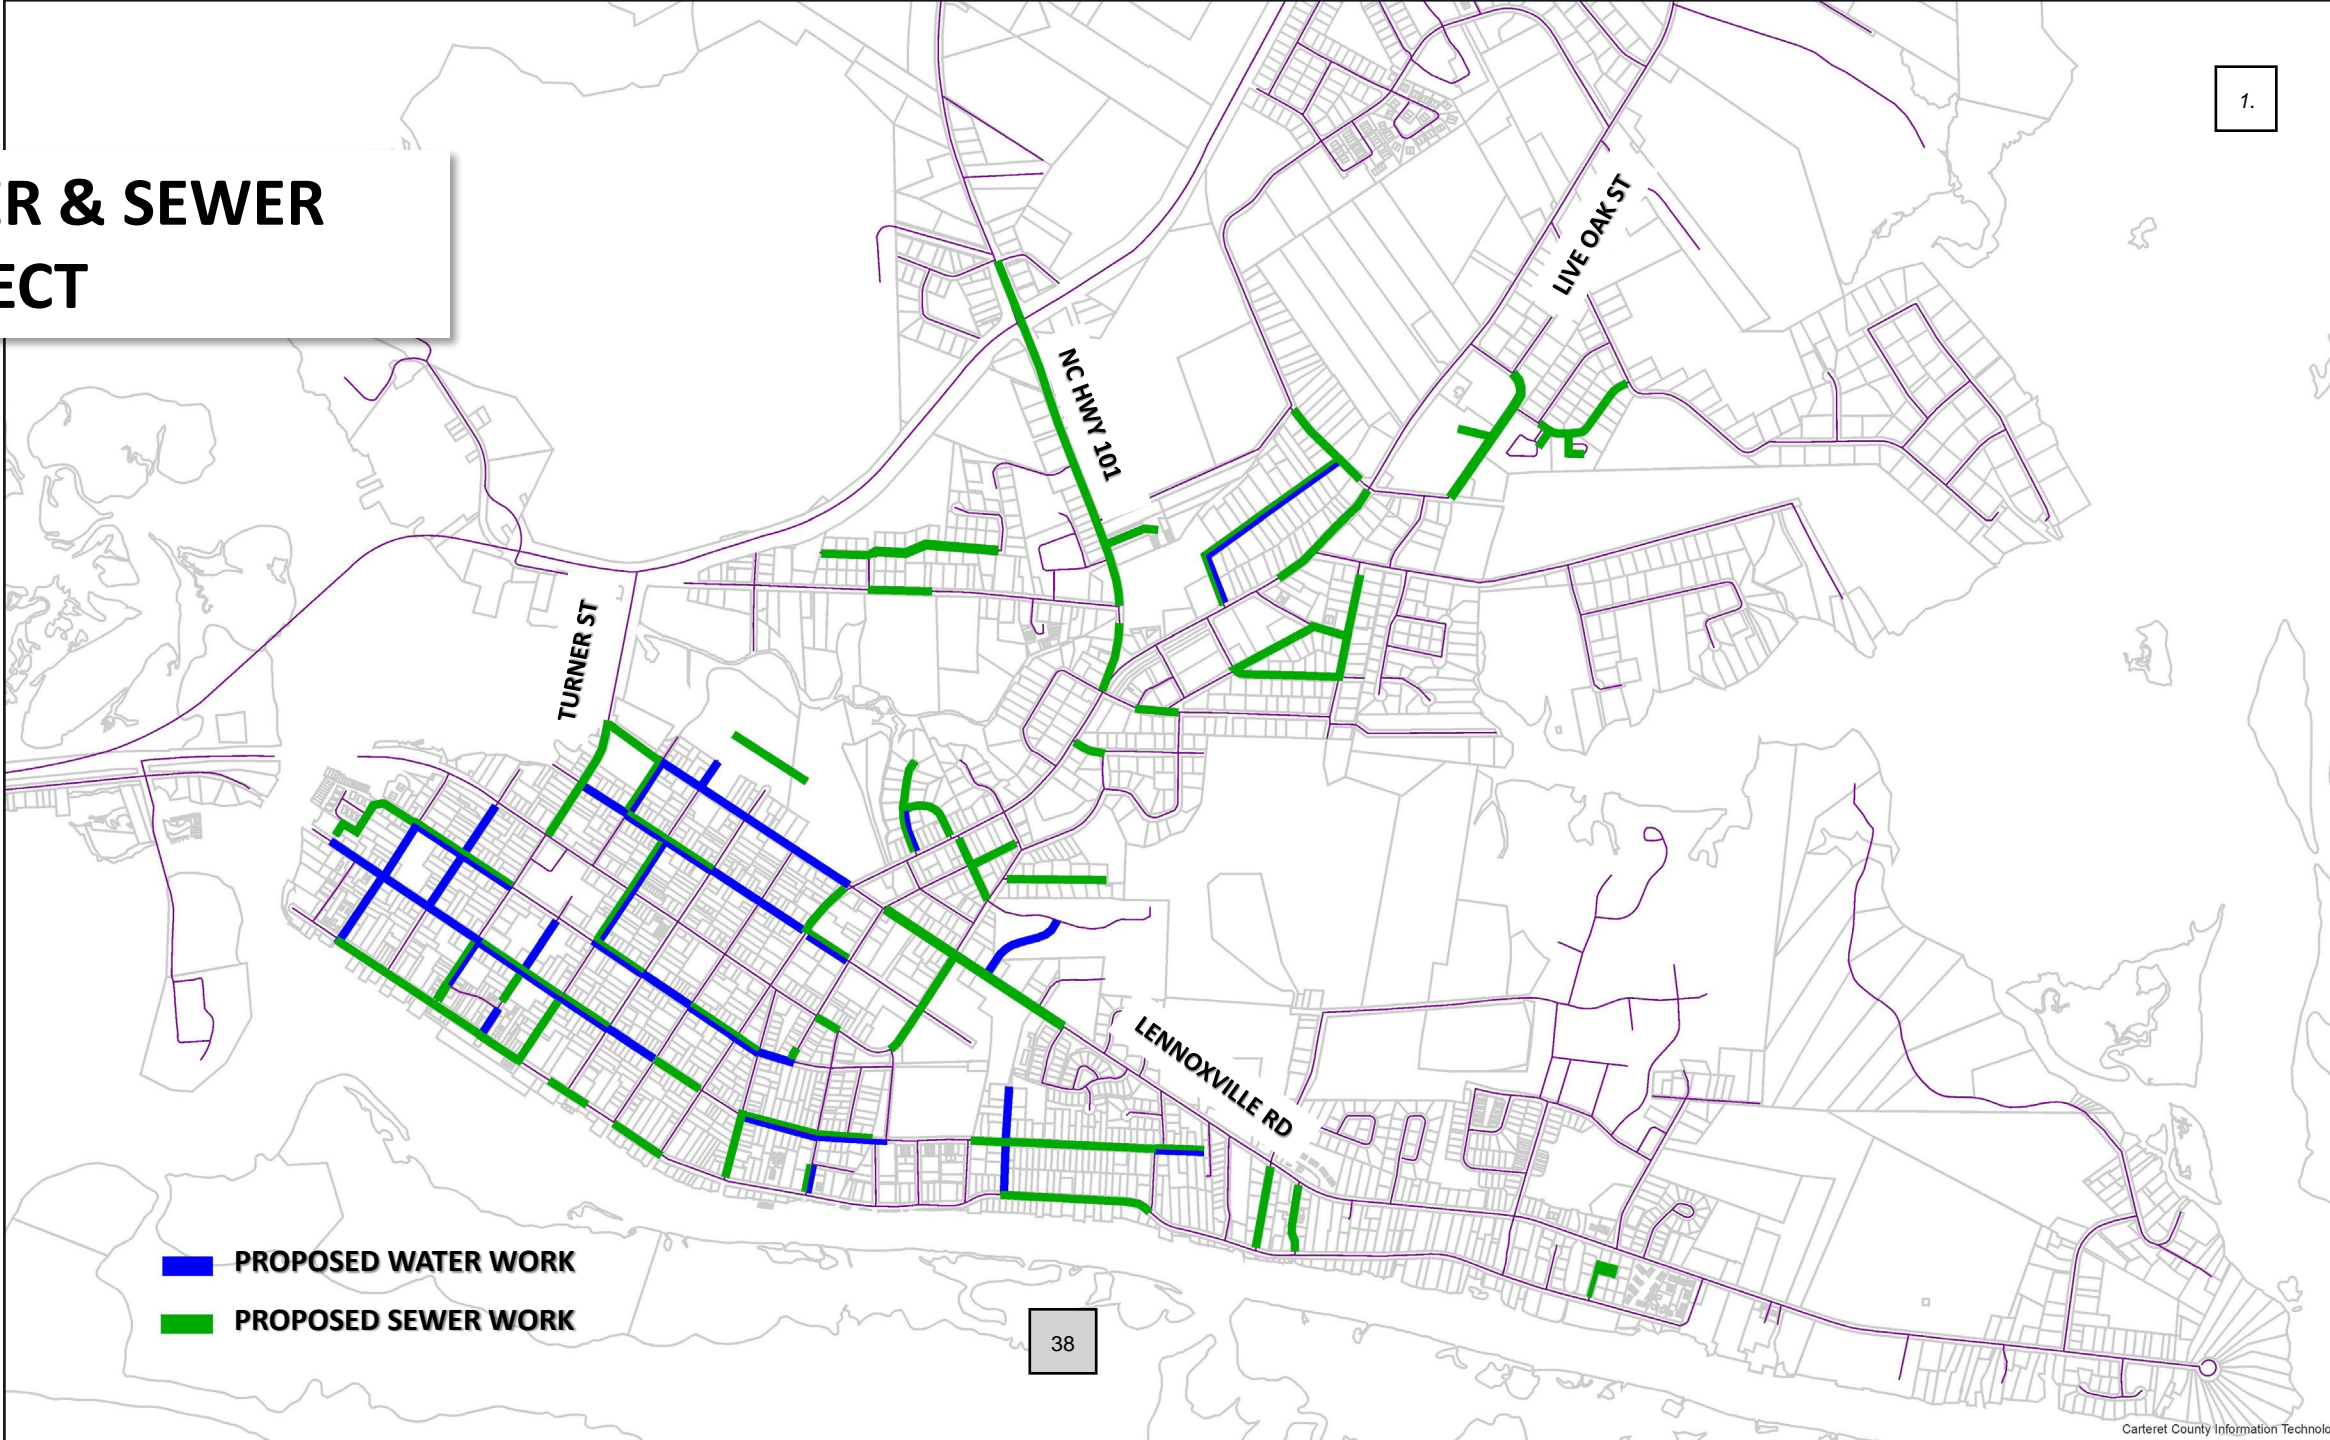 1.
ER & SEWER
ECT
LIVE OAK ST
NC HWY 101
TURNER ST
LENNOXVILLE RD
PROPOSED WATER WORK
PROPOSED SEWER WORK
38
Carteret County Information Technolo